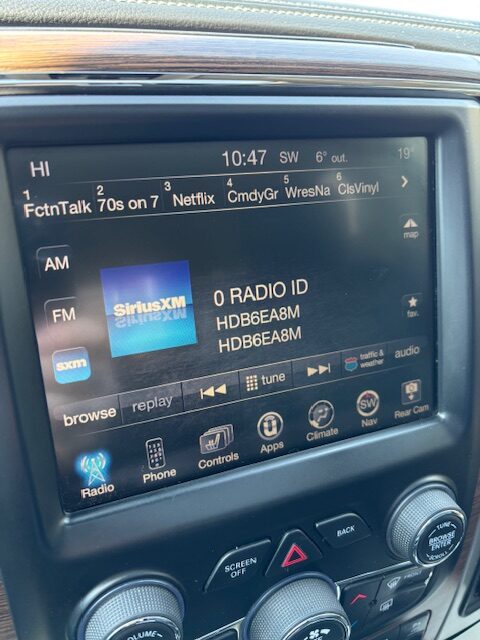 HI 10:47 SW 6° out. 19°
1 FctnTalk 2 70s on 7 3 Netflix 4 CmdyGr 5 WresNa 6 ClsVinyl
map
AM
SiriusXM
0 RADIO ID
HDB6EA8M
HDB6EA8M
FM
fav.
sxm
browse replay tune traffic & weather audio
Radio Phone Controls Apps Climate SW Nav Rear Cam
SCREEN OFF
BACK
TUNE
BROWSE
ENTER
FRONT
VOLUME